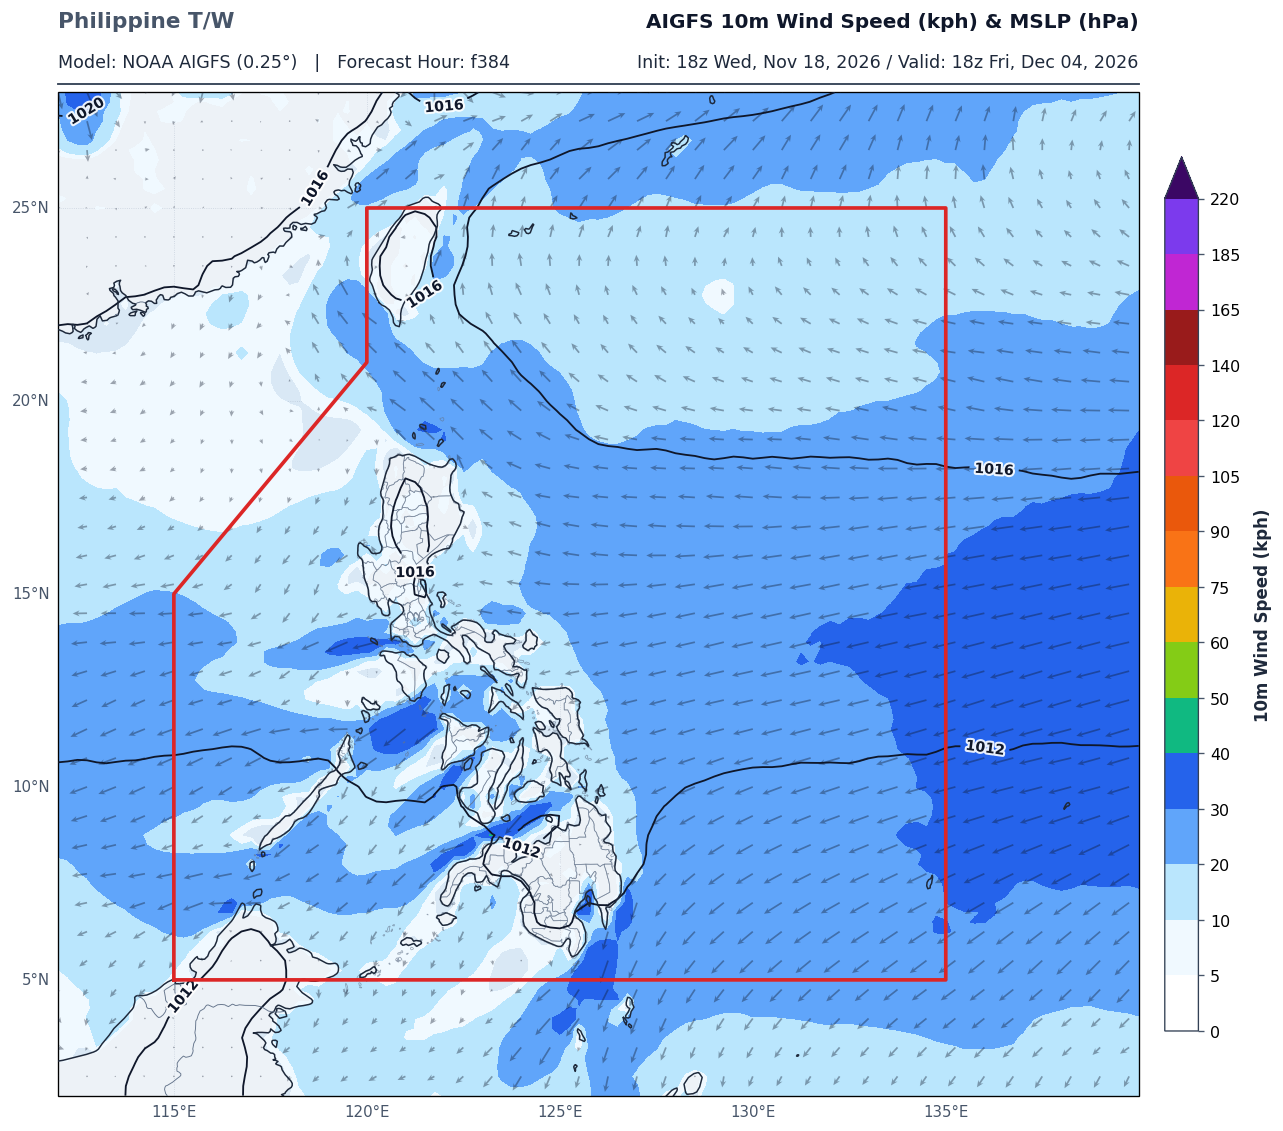 Philippine T/W
AIGFS 10m Wind Speed (kph) & MSLP (hPa)
Model: NOAA AIGFS (0.25°) | Forecast Hour: f384
Init: 18z Wed, Nov 18, 2026 / Valid: 18z Fri, Dec 04, 2026
1020
1016
1016
25°N
1016
20°N
1016
1016
15°N
1012
10°N
1012
5°N
1012
115°E
120°E
125°E
130°E
135°E
220
185
165
140
120
105
90
75
60
50
40
30
20
10
5
0
10m Wind Speed (kph)